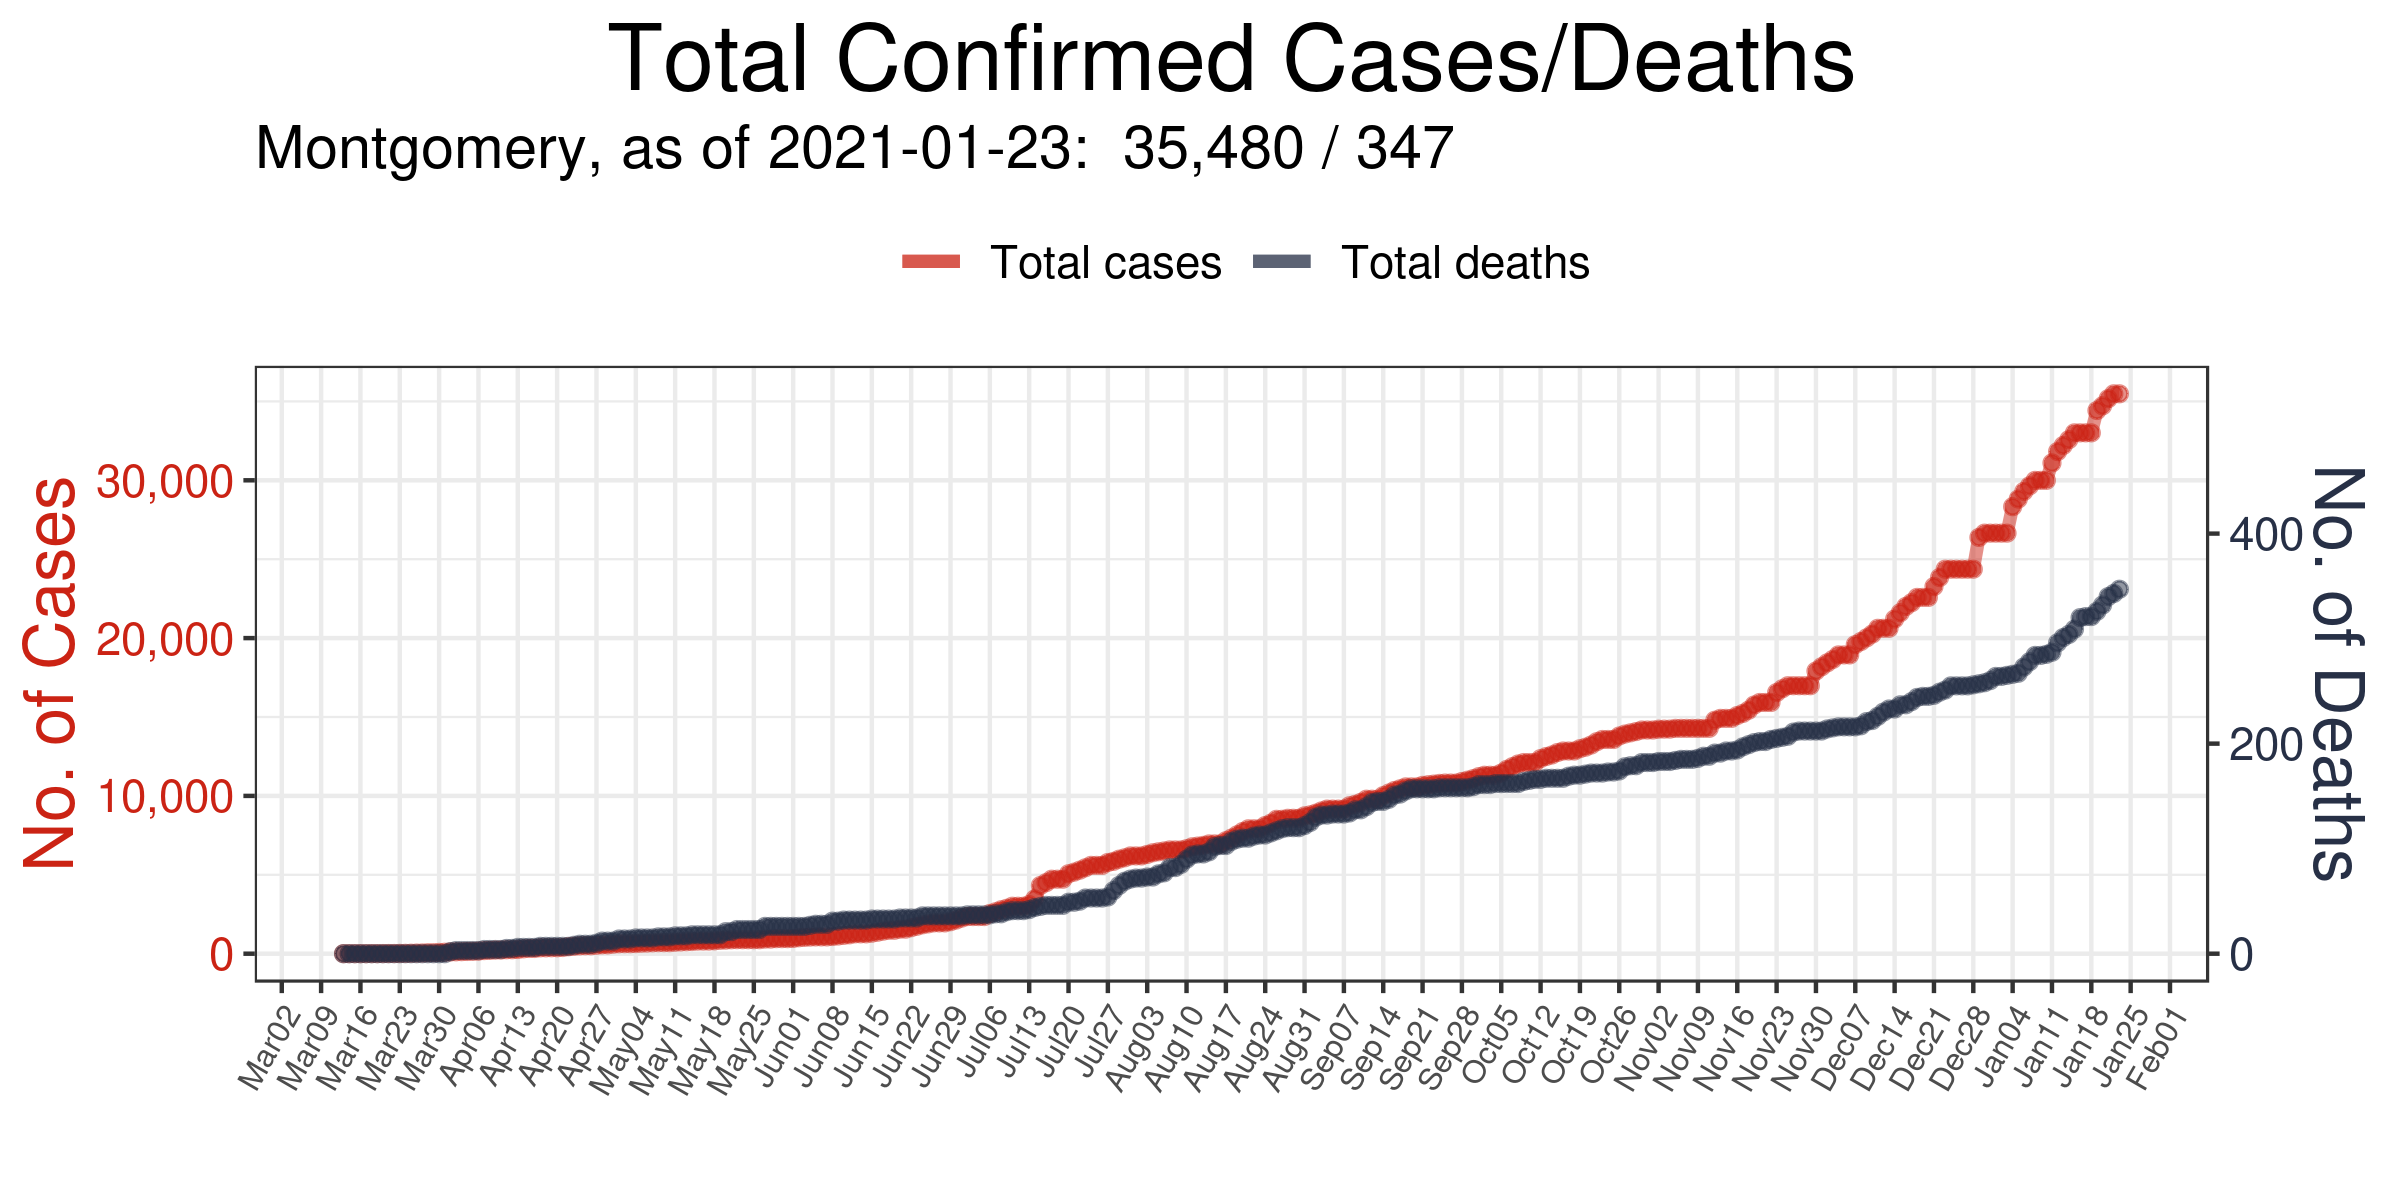 Total Confirmed Cases/Deaths
Montgomery, as of 2021-01-23:  35,480 / 347
Total cases
Total deaths
No. of Cases
30,000
20,000
10,000
0
No. of Deaths
400
200
0
Mar02
Mar09
Mar16
Mar23
Mar30
Apr06
Apr13
Apr20
Apr27
May04
May11
May18
May25
Jun01
Jun08
Jun15
Jun22
Jun29
Jul06
Jul13
Jul20
Jul27
Aug03
Aug10
Aug17
Aug24
Aug31
Sep07
Sep14
Sep21
Sep28
Oct05
Oct12
Oct19
Oct26
Nov02
Nov09
Nov16
Nov23
Nov30
Dec07
Dec14
Dec21
Dec28
Jan04
Jan11
Jan18
Jan25
Feb01